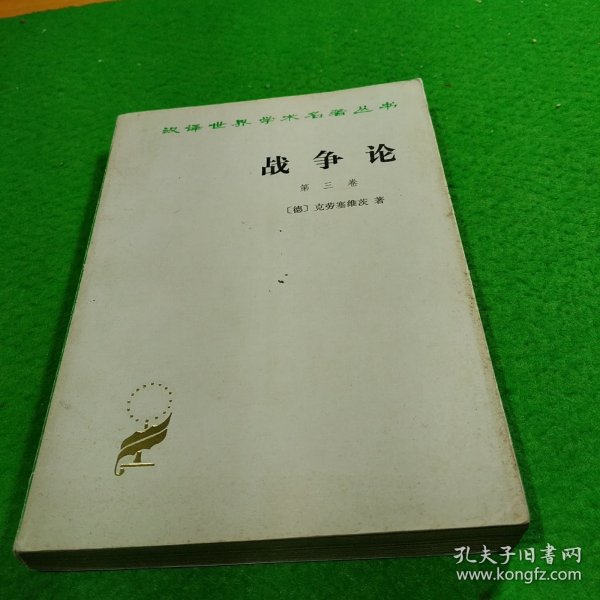 汉译世界学术名著丛书
战争论
第三卷
〔德〕克劳塞维茨 著
孔夫子旧书网
www.kongfz.com